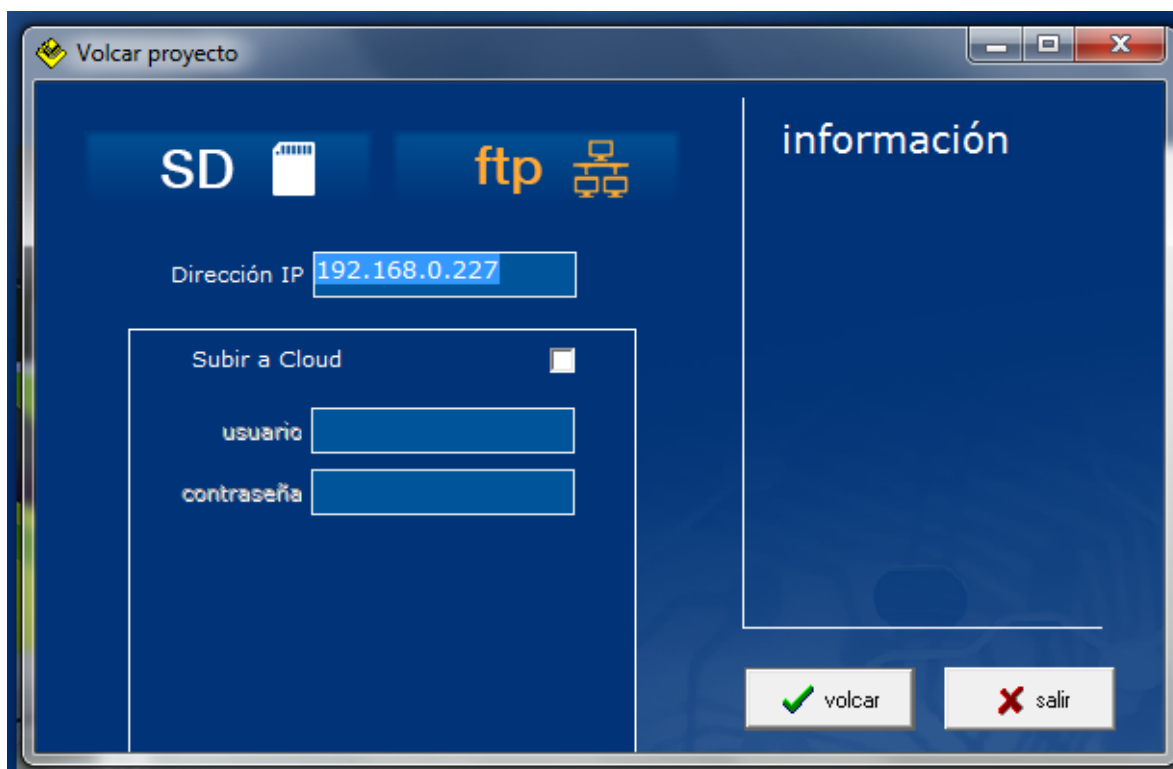 Volcar proyecto
SD
ftp
información
Dirección IP 192.168.0.227
Subir a Cloud
usuario
contraseña
volcar
salir